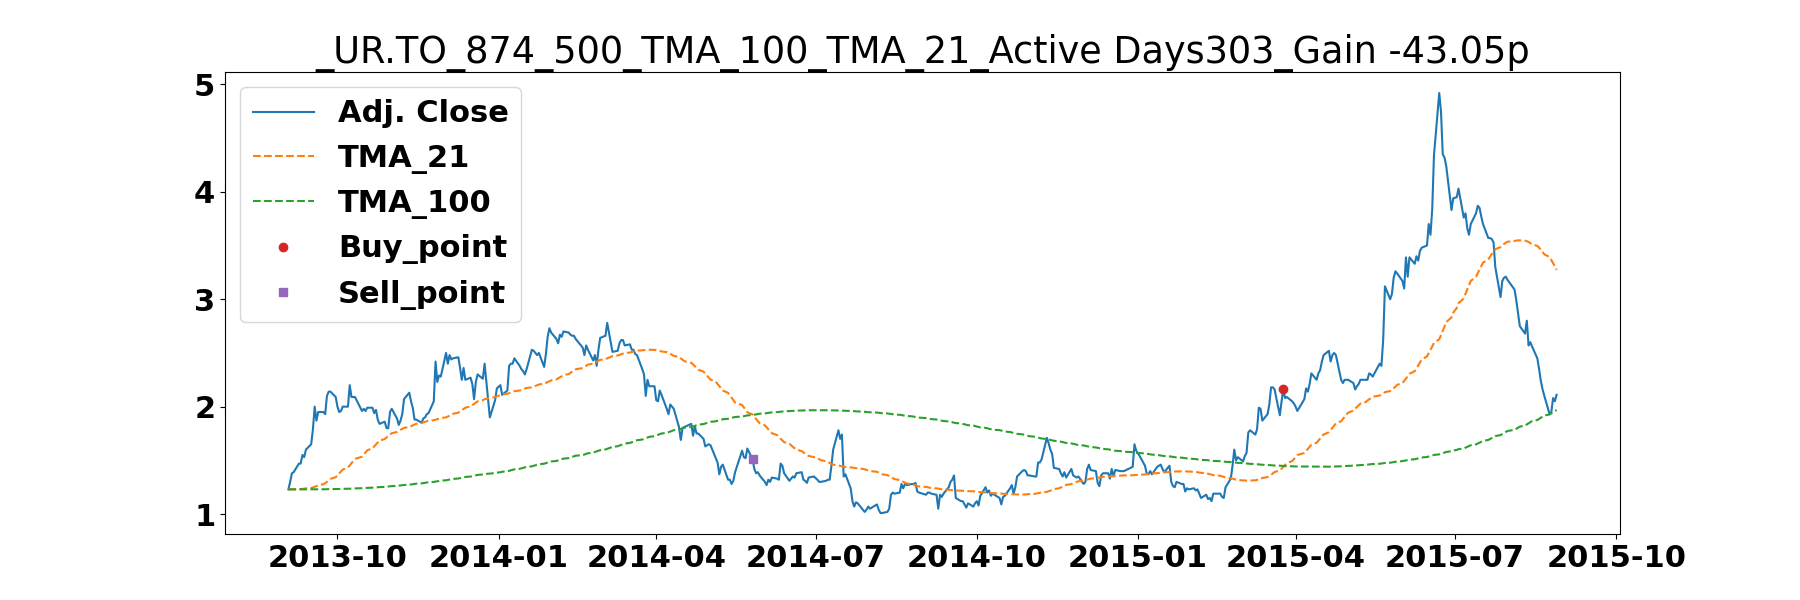 _UR.TO_874_500_TMA_100_TMA_21_Active Days303_Gain -43.05p
5
4
3
2
1
Adj. Close
TMA_21
TMA_100
Buy_point
Sell_point
2013-10 2014-01 2014-04 2014-07 2014-10 2015-01 2015-04 2015-07 2015-10